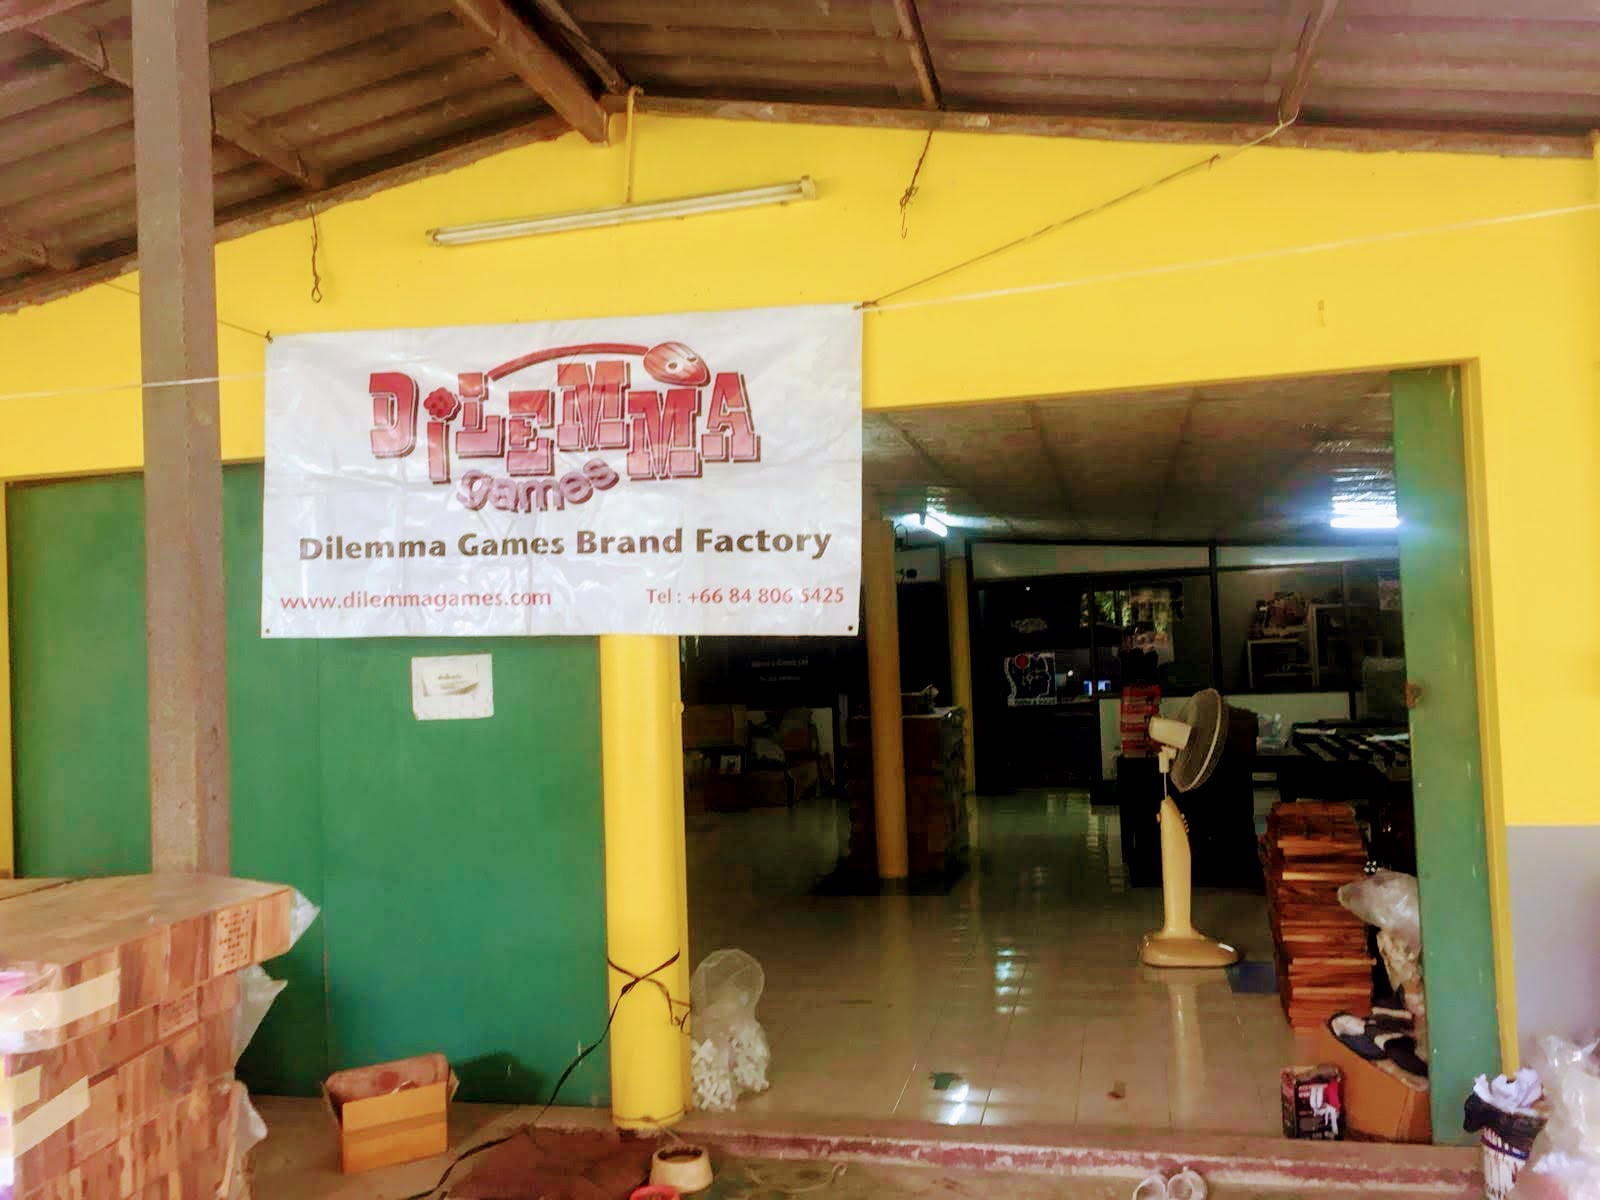 DiLEMMA
Games
Dilemma Games Brand Factory
www.dilemmagames.com
Tel : +66 84 806 5425